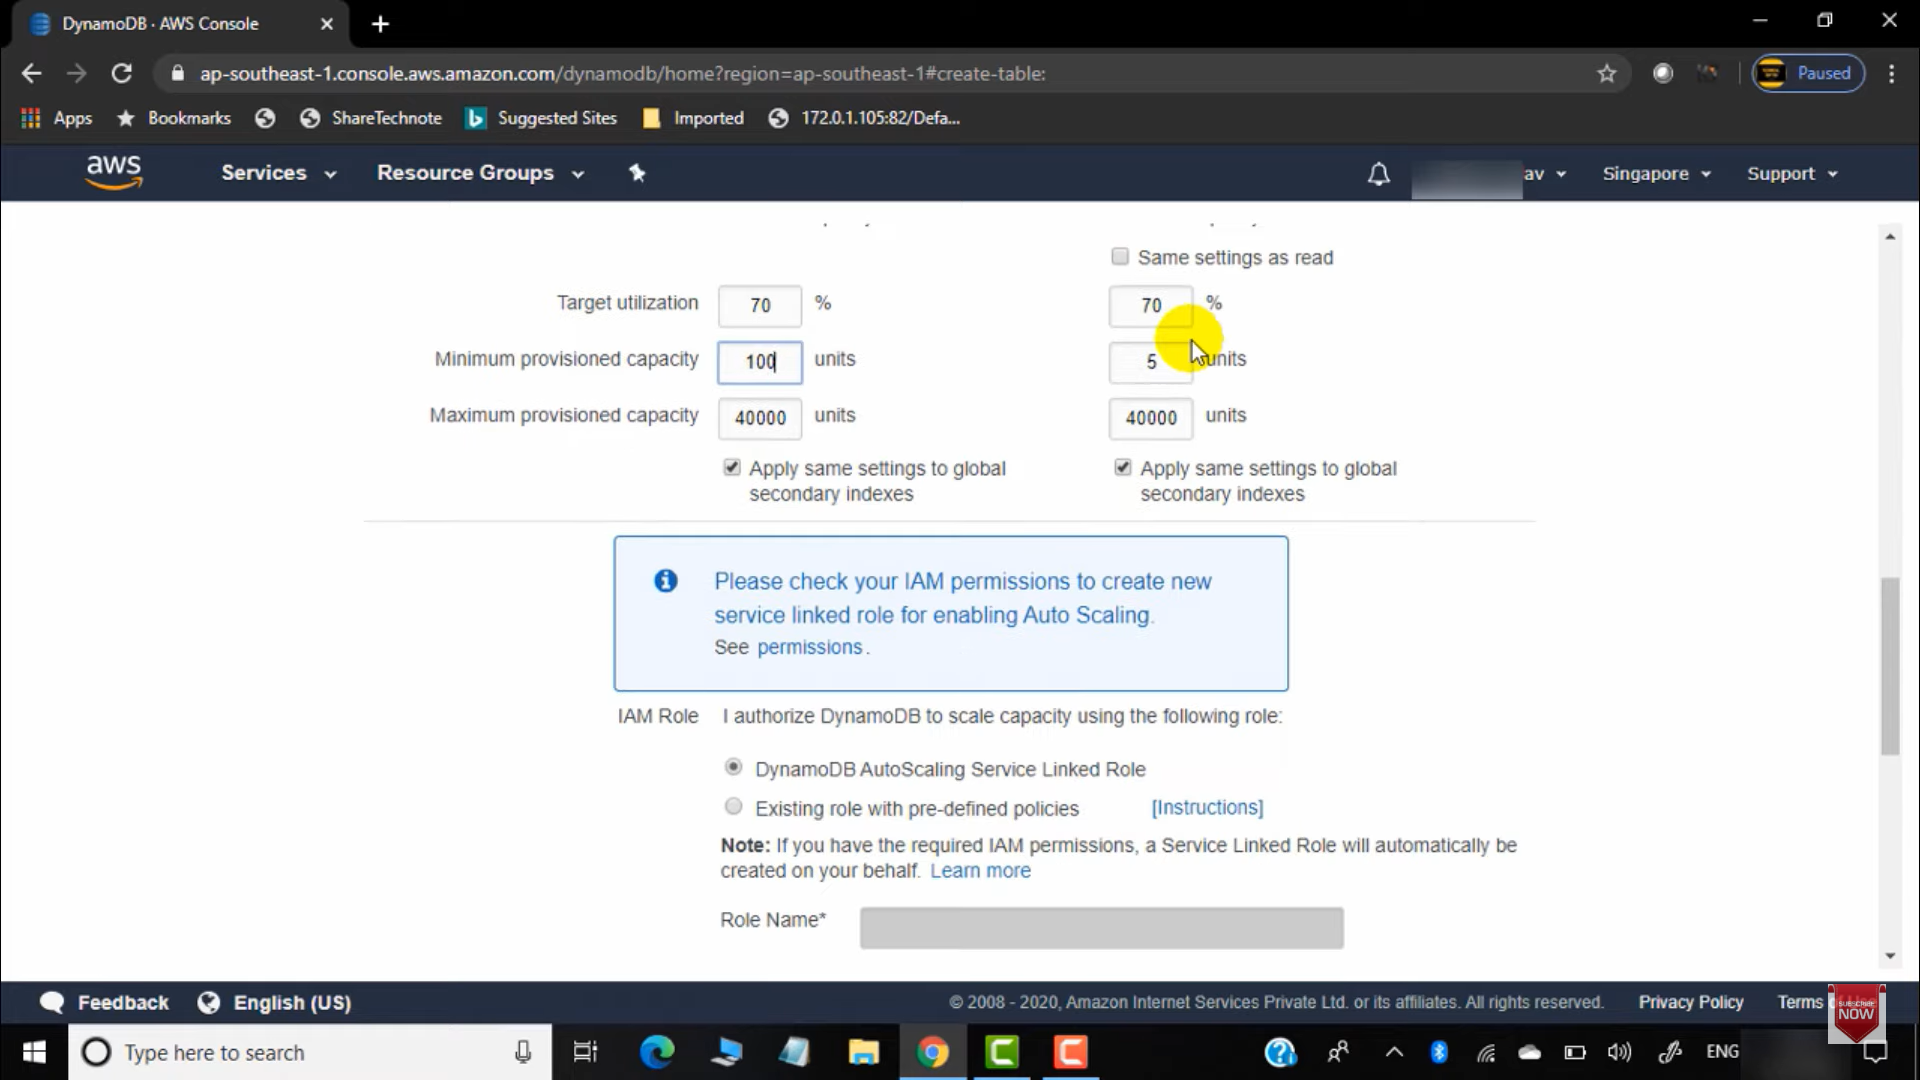 DynamoDB · AWS Console
ap-southeast-1.console.aws.amazon.com/dynamodb/home?region=ap-southeast-1#create-table:
Paused
Apps
Bookmarks
ShareTechnote
Suggested Sites
Imported
172.0.1.105:82/Defa...
aws
Services
Resource Groups
av
Singapore
Support
Same settings as read
Target utilization 70 % 70 %
Minimum provisioned capacity 100 units 5 units
Maximum provisioned capacity 40000 units 40000 units
Apply same settings to global Apply same settings to global
secondary indexes secondary indexes
Please check your IAM permissions to create new
service linked role for enabling Auto Scaling.
See permissions.
IAM Role I authorize DynamoDB to scale capacity using the following role:
DynamoDB AutoScaling Service Linked Role
Existing role with pre-defined policies [Instructions]
Note: If you have the required IAM permissions, a Service Linked Role will automatically be
created on your behalf. Learn more
Role Name*
Feedback English (US) © 2008 - 2020, Amazon Internet Services Private Ltd. or its affiliates. All rights reserved. Privacy Policy Terms
SUBSCRIBE
NOW
Type here to search
ENG